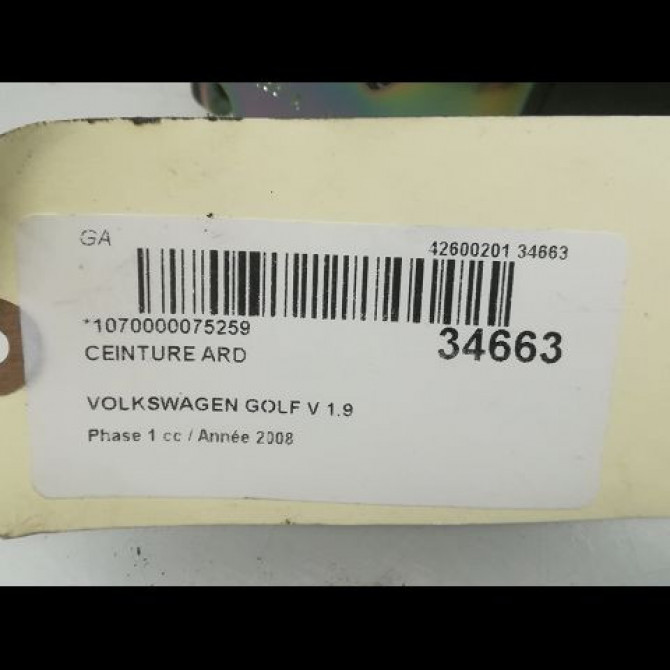 GA
42600201 34663
*1070000075259
34663
CEINTURE ARD
VOLKSWAGEN GOLF V 1.9
Phase 1 cc / Année 2008